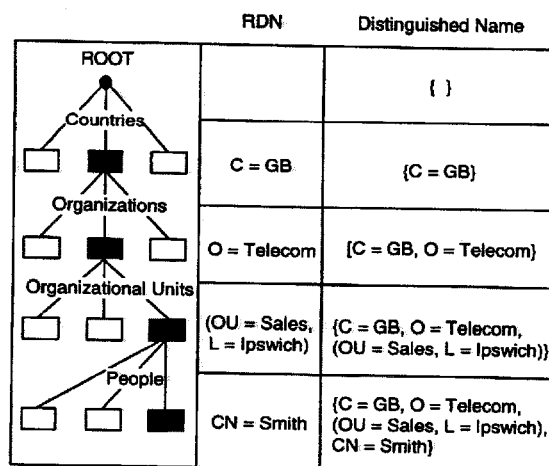 RDN
Distinguished Name
ROOT
{ }
Countries
C = GB
{C = GB}
Organizations
O = Telecom
{C = GB, O = Telecom}
Organizational Units
(OU = Sales,
L = Ipswich)
{C = GB, O = Telecom,
(OU = Sales, L = Ipswich)}
People
CN = Smith
{C = GB, O = Telecom,
(OU = Sales, L = Ipswich),
CN = Smith}